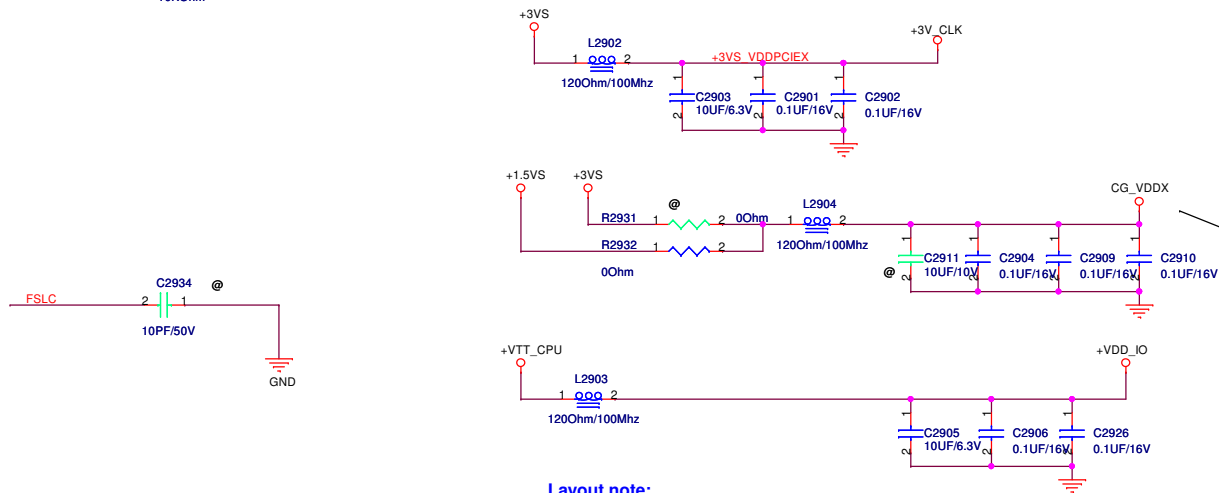 +3VS
+3V_CLK
L2902
1 2
+3VS_VDDPCIEX
120Ohm/100Mhz
1 1 1
C2903 C2901 C2902
10UF/6.3V 0.1UF/16V 0.1UF/16V
2 2 2
+1.5VS +3VS
CG_VDDX
@
L2904
R2931 1 2 0Ohm 1 2
R2932 1 2 120Ohm/100Mhz
0Ohm
1 1 1 1
C2911 C2904 C2909 C2910
@ 10UF/10V 0.1UF/16V 0.1UF/16V 0.1UF/16V
2 2 2 2
C2934 @
FSLC 2 1
10PF/50V
GND
+VTT_CPU
+VDD_IO
L2903
1 2
120Ohm/100Mhz
1 1 1
C2905 C2906 C2926
10UF/6.3V 0.1UF/16V 0.1UF/16V
2 2 2
Layout note: